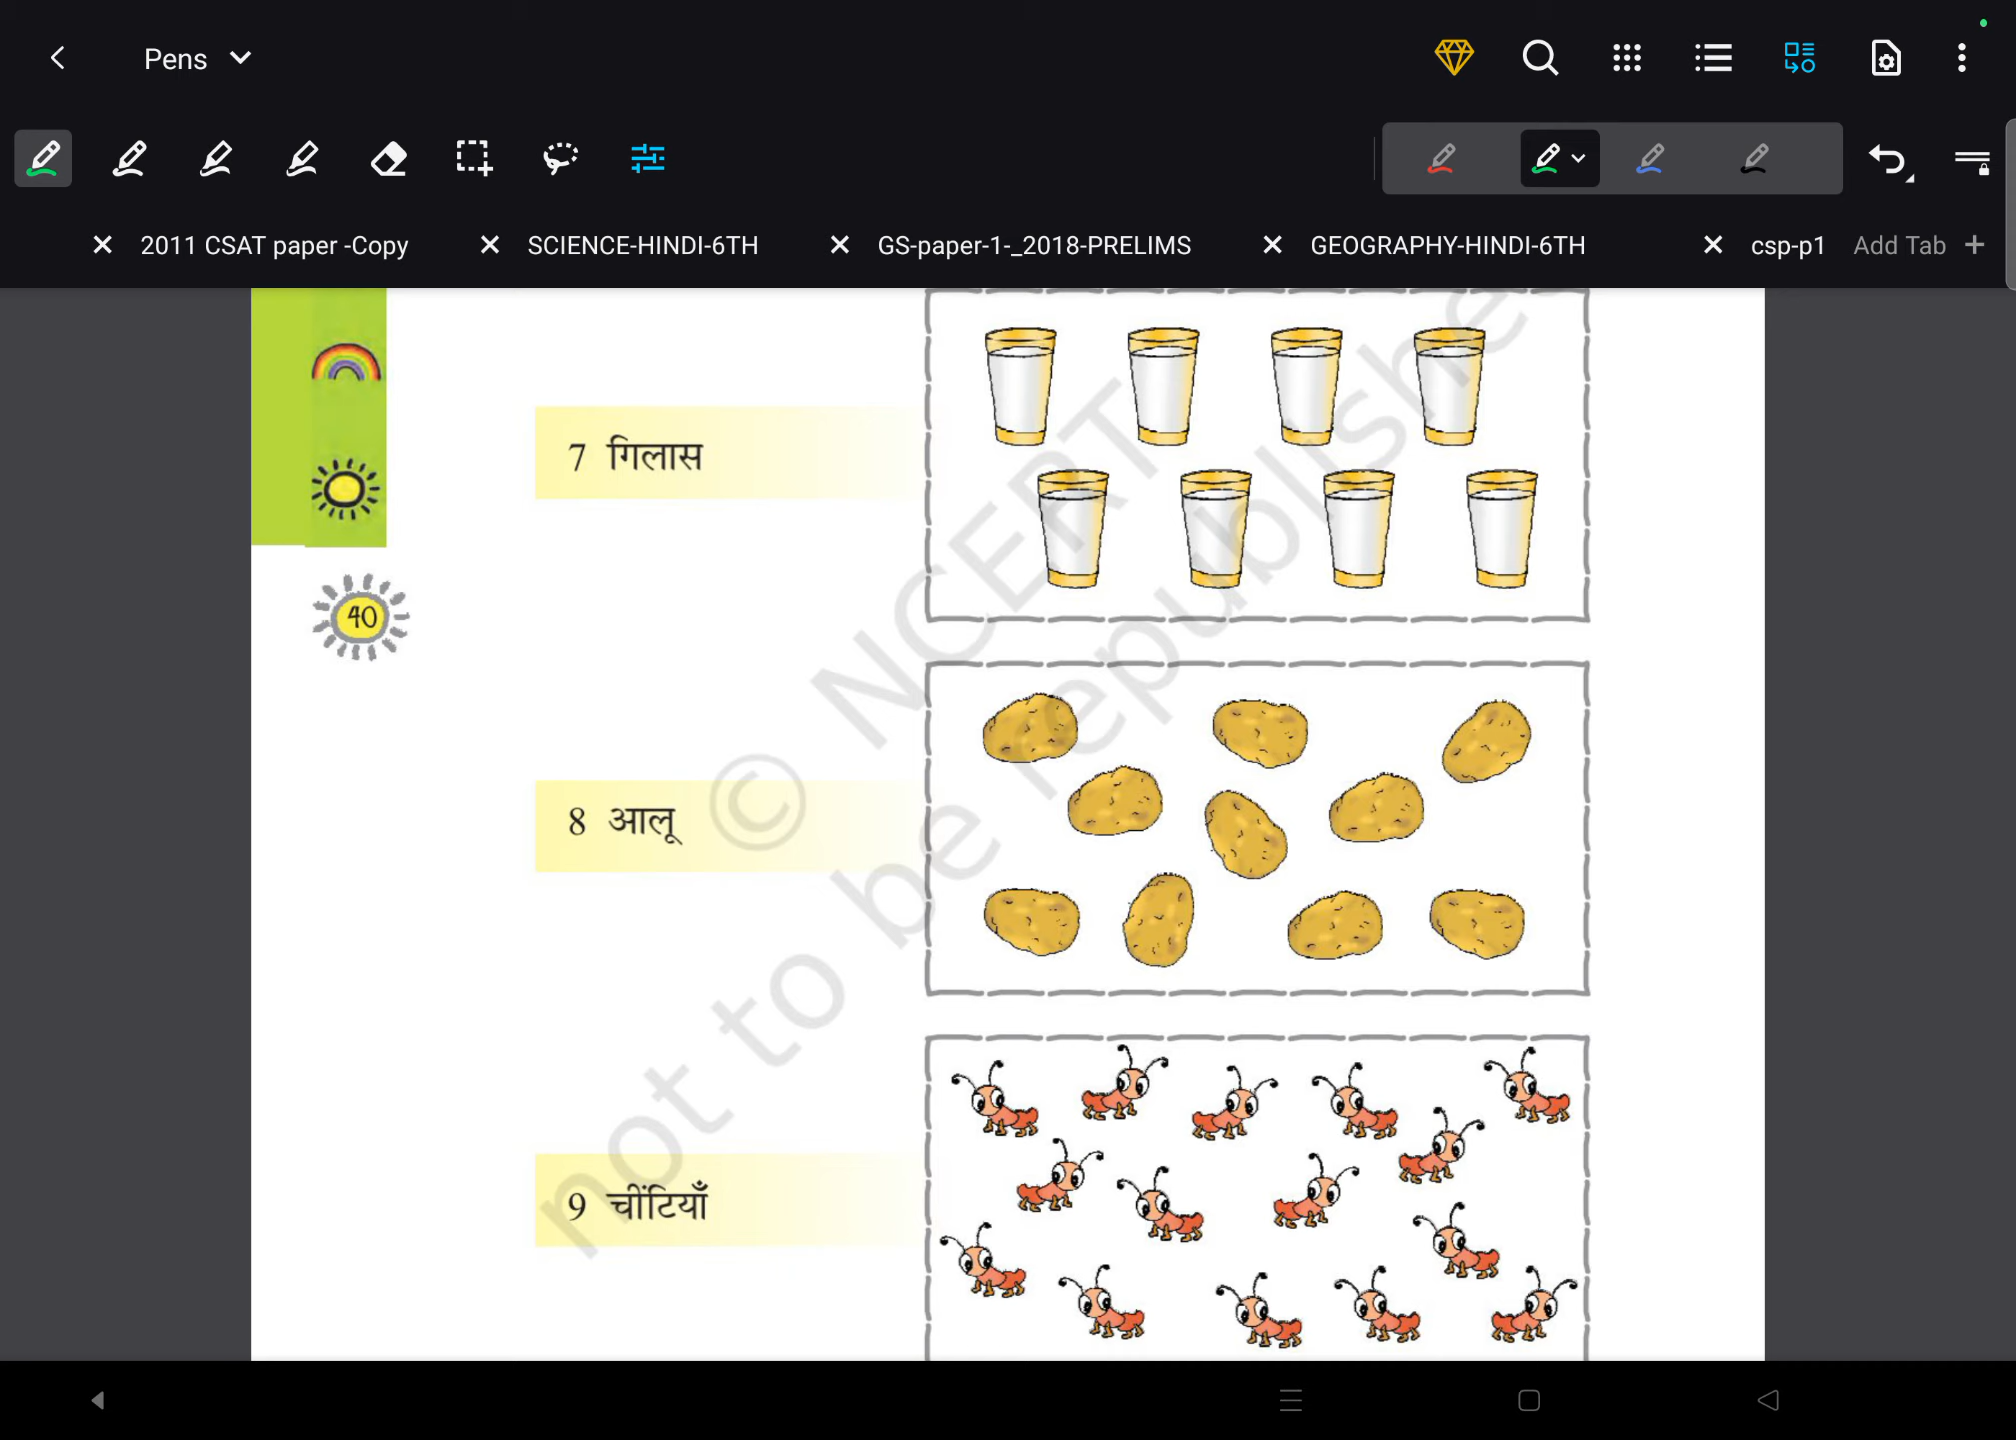 Pens
2011 CSAT paper -Copy
SCIENCE-HINDI-6TH
GS-paper-1-_2018-PRELIMS
GEOGRAPHY-HINDI-6TH
csp-p1
Add Tab +
7 गिलास
40
8 आलू
9 चींटियाँ
© NCERT
not to be republishe